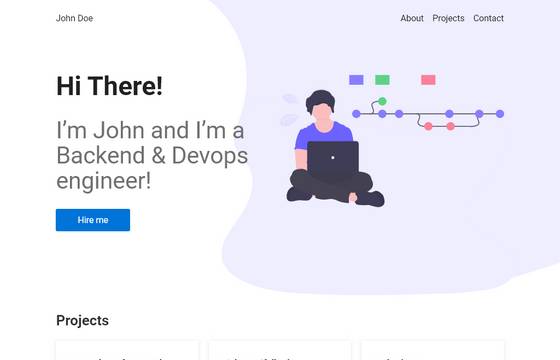 John Doe
About Projects Contact
Hi There!
I'm John and I'm a
Backend & Devops
engineer!
Hire me
Projects